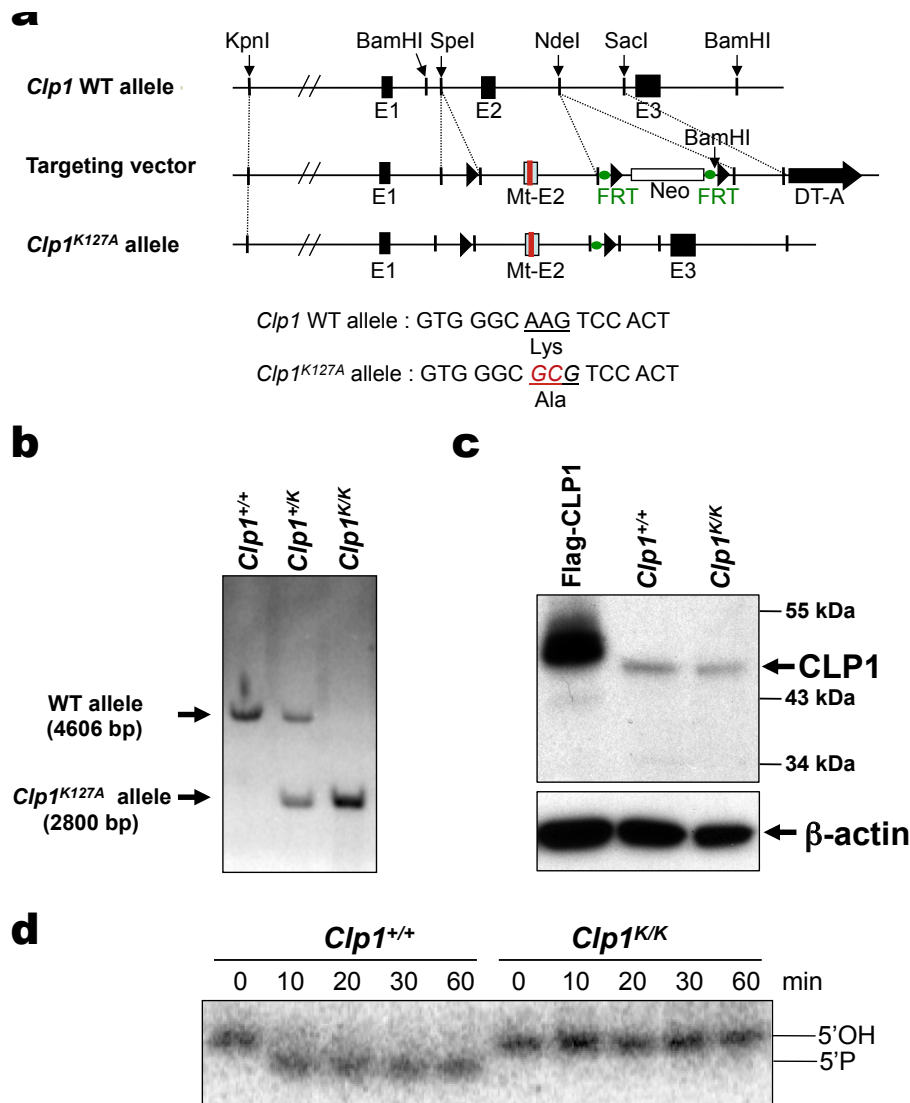 a
KpnI BamHI SpeI NdeI SacI BamHI
Clp1 WT allele
E1 E2 E3
BamHI
Targeting vector
E1 Mt-E2 FRT Neo FRT DT-A
Clp1K127A allele
E1 Mt-E2 E3
Clp1 WT allele : GTG GGC AAG TCC ACT
Lys
Clp1K127A allele : GTG GGC GCG TCC ACT
Ala
b
Clp1+/+ Clp1+/K Clp1K/K
WT allele
(4606 bp)
Clp1K127A allele
(2800 bp)
c
Flag-CLP1 Clp1+/+ Clp1K/K
55 kDa
CLP1
43 kDa
34 kDa
β-actin
d
Clp1+/+ Clp1K/K
0 10 20 30 60 0 10 20 30 60 min
5'OH
5'P